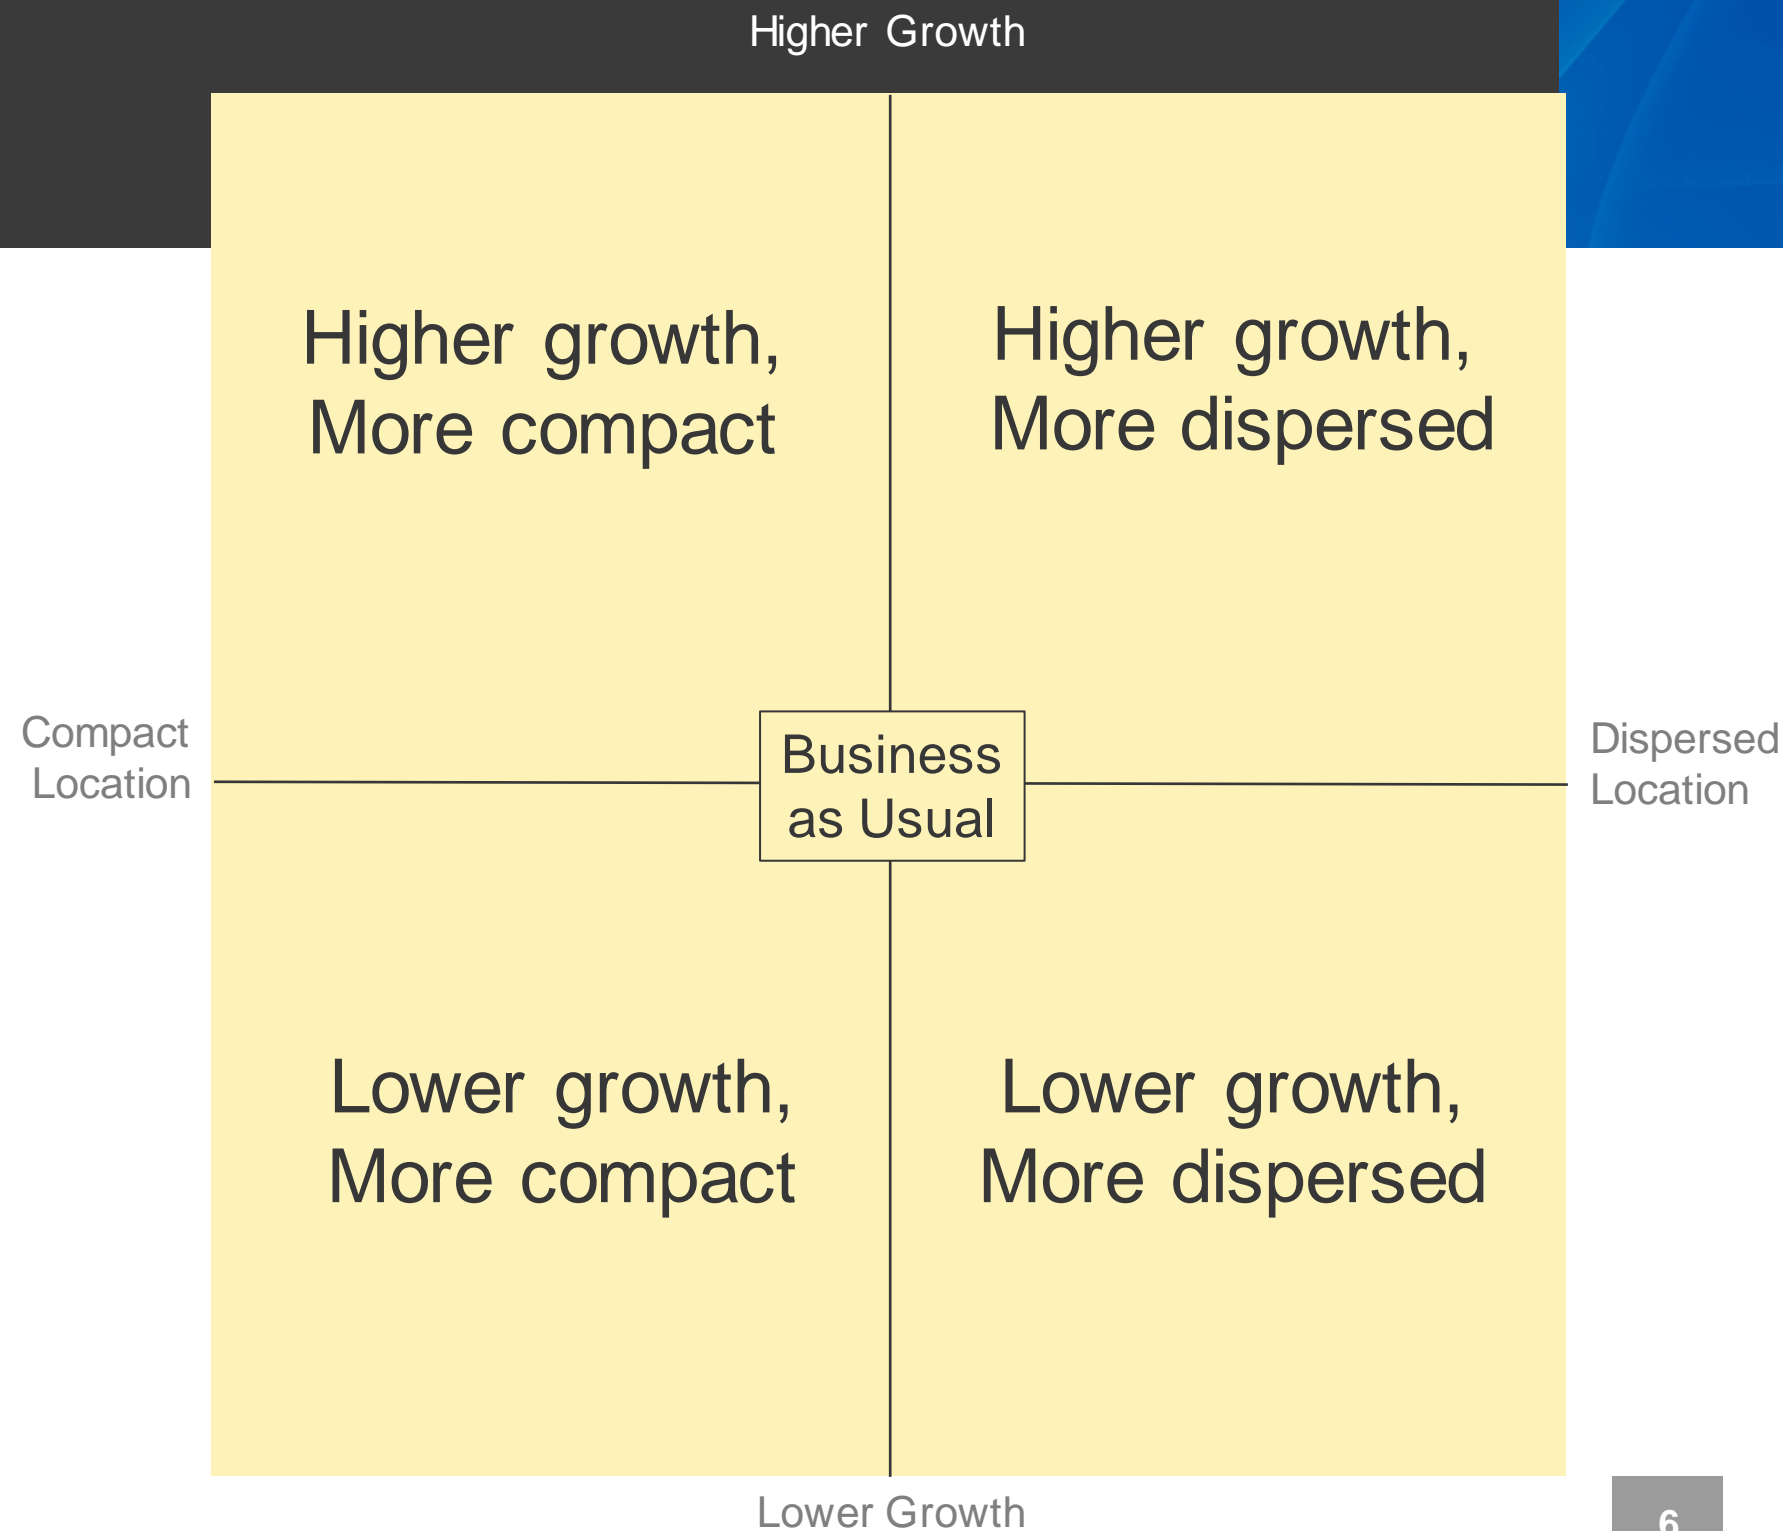 Higher Growth
Higher growth,
More compact
Higher growth,
More dispersed
Compact
Location
Business
as Usual
Dispersed
Location
Lower growth,
More compact
Lower growth,
More dispersed
Lower Growth
6